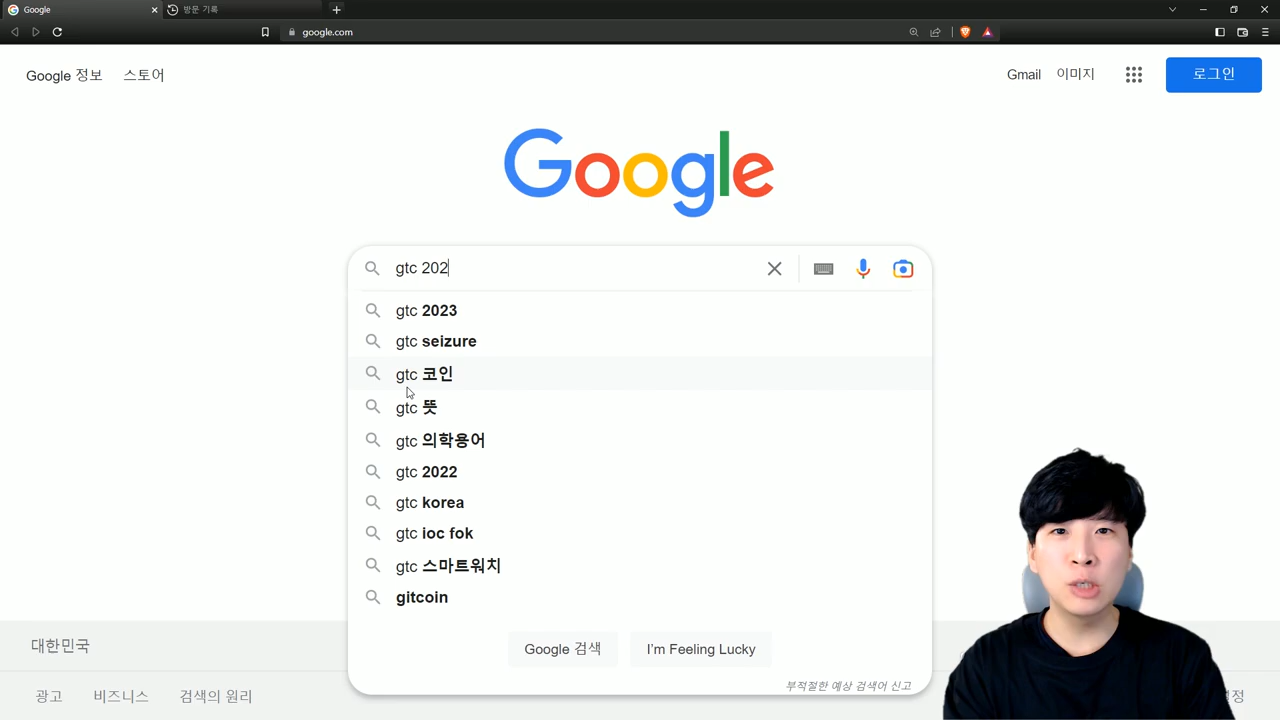 Google
방문 기록
google.com
Google 정보 스토어
Gmail 이미지 로그인
Google
gtc 202
gtc 2023
gtc seizure
gtc 코인
gtc 뜻
gtc 의학용어
gtc 2022
gtc korea
gtc ioc fok
gtc 스마트워치
gitcoin
Google 검색 I'm Feeling Lucky
부적절한 예상 검색어 신고
대한민국
광고 비즈니스 검색의 원리